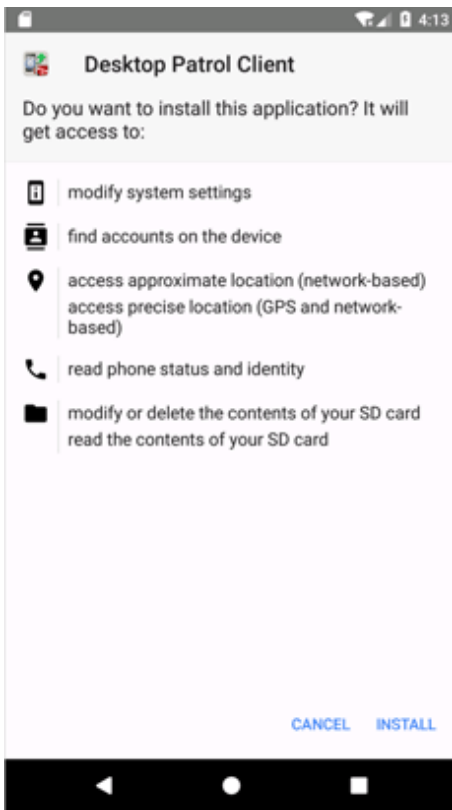 4:13
Desktop Patrol Client
Do you want to install this application? It will
get access to:
modify system settings
find accounts on the device
access approximate location (network-based)
access precise location (GPS and network-
based)
read phone status and identity
modify or delete the contents of your SD card
read the contents of your SD card
CANCEL INSTALL